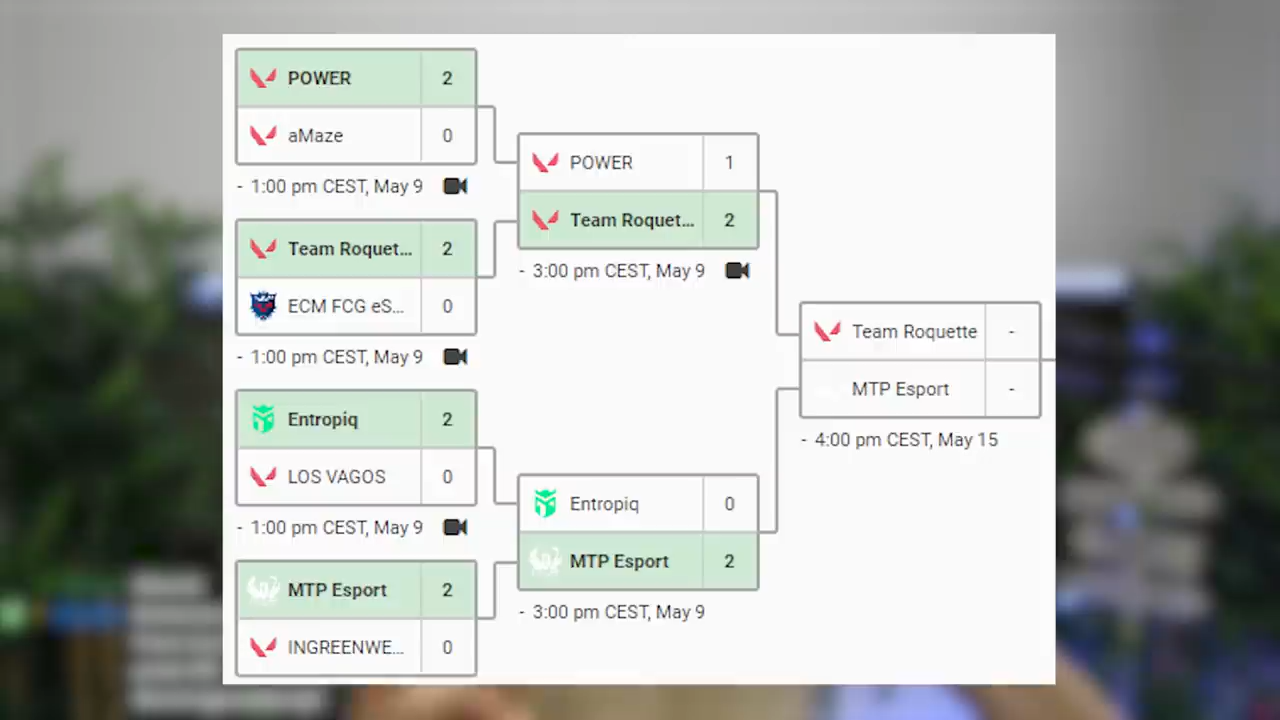 POWER 2
aMaze 0
- 1:00 pm CEST, May 9
Team Roquet... 2
ECM FCG eS... 0
- 1:00 pm CEST, May 9
Entropiq 2
LOS VAGOS 0
- 1:00 pm CEST, May 9
MTP Esport 2
INGREENWE... 0
POWER 1
Team Roquet... 2
- 3:00 pm CEST, May 9
Entropiq 0
MTP Esport 2
- 3:00 pm CEST, May 9
Team Roquette -
MTP Esport -
- 4:00 pm CEST, May 15